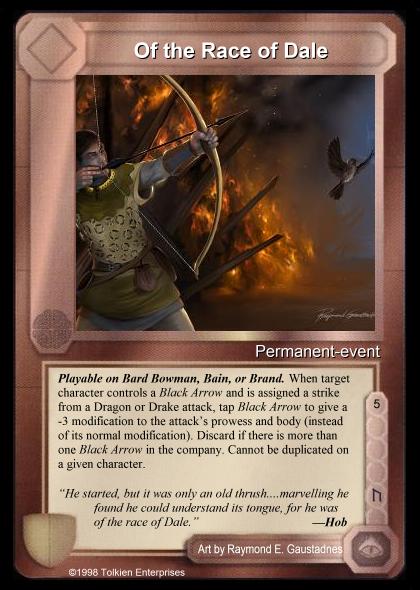 Of the Race of Dale
Raymond Gaustadnes
Permanent-event
Playable on Bard Bowman, Bain, or Brand. When target
character controls a Black Arrow and is assigned a strike
from a Dragon or Drake attack, tap Black Arrow to give a
-3 modification to the attack's prowess and body (instead
of its normal modification). Discard if there is more than
one Black Arrow in the company. Cannot be duplicated on
a given character.
5
“He started, but it was only an old thrush....marvelling he
found he could understand its tongue, for he was
of the race of Dale.”
—Hob
Art by Raymond E. Gaustadnes
©1998 Tolkien Enterprises